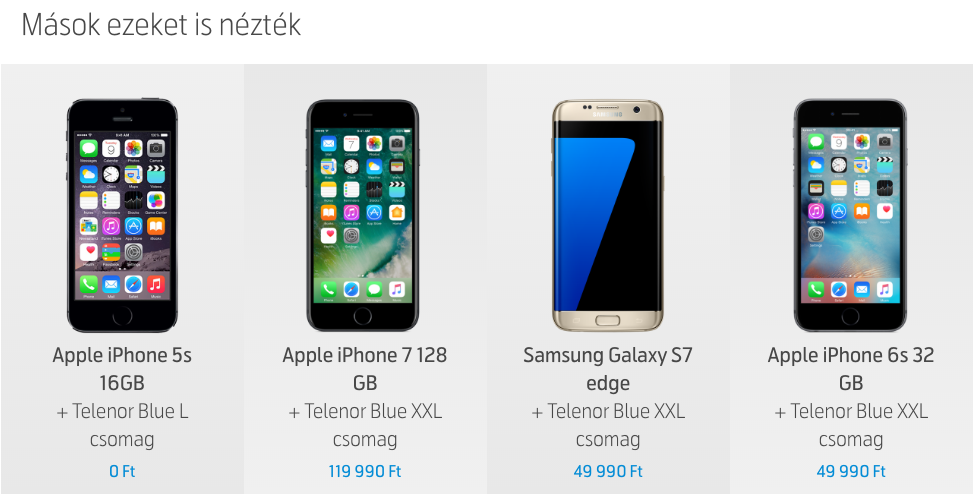 Mások ezeket is nézték
Apple iPhone 5s
16GB
+ Telenor Blue L
csomag
0 Ft
Apple iPhone 7 128
GB
+ Telenor Blue XXL
csomag
119 990 Ft
Samsung Galaxy S7
edge
+ Telenor Blue XXL
csomag
49 990 Ft
Apple iPhone 6s 32
GB
+ Telenor Blue XXL
csomag
49 990 Ft